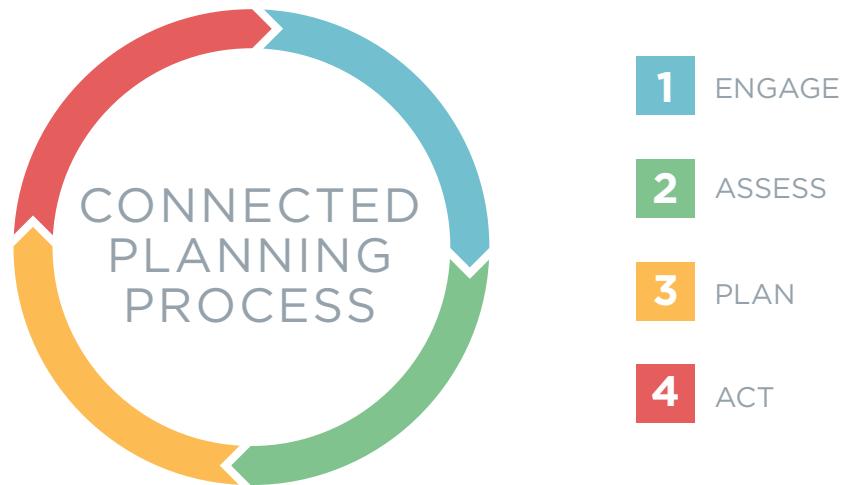 CONNECTED
PLANNING
PROCESS
1 ENGAGE
2 ASSESS
3 PLAN
4 ACT